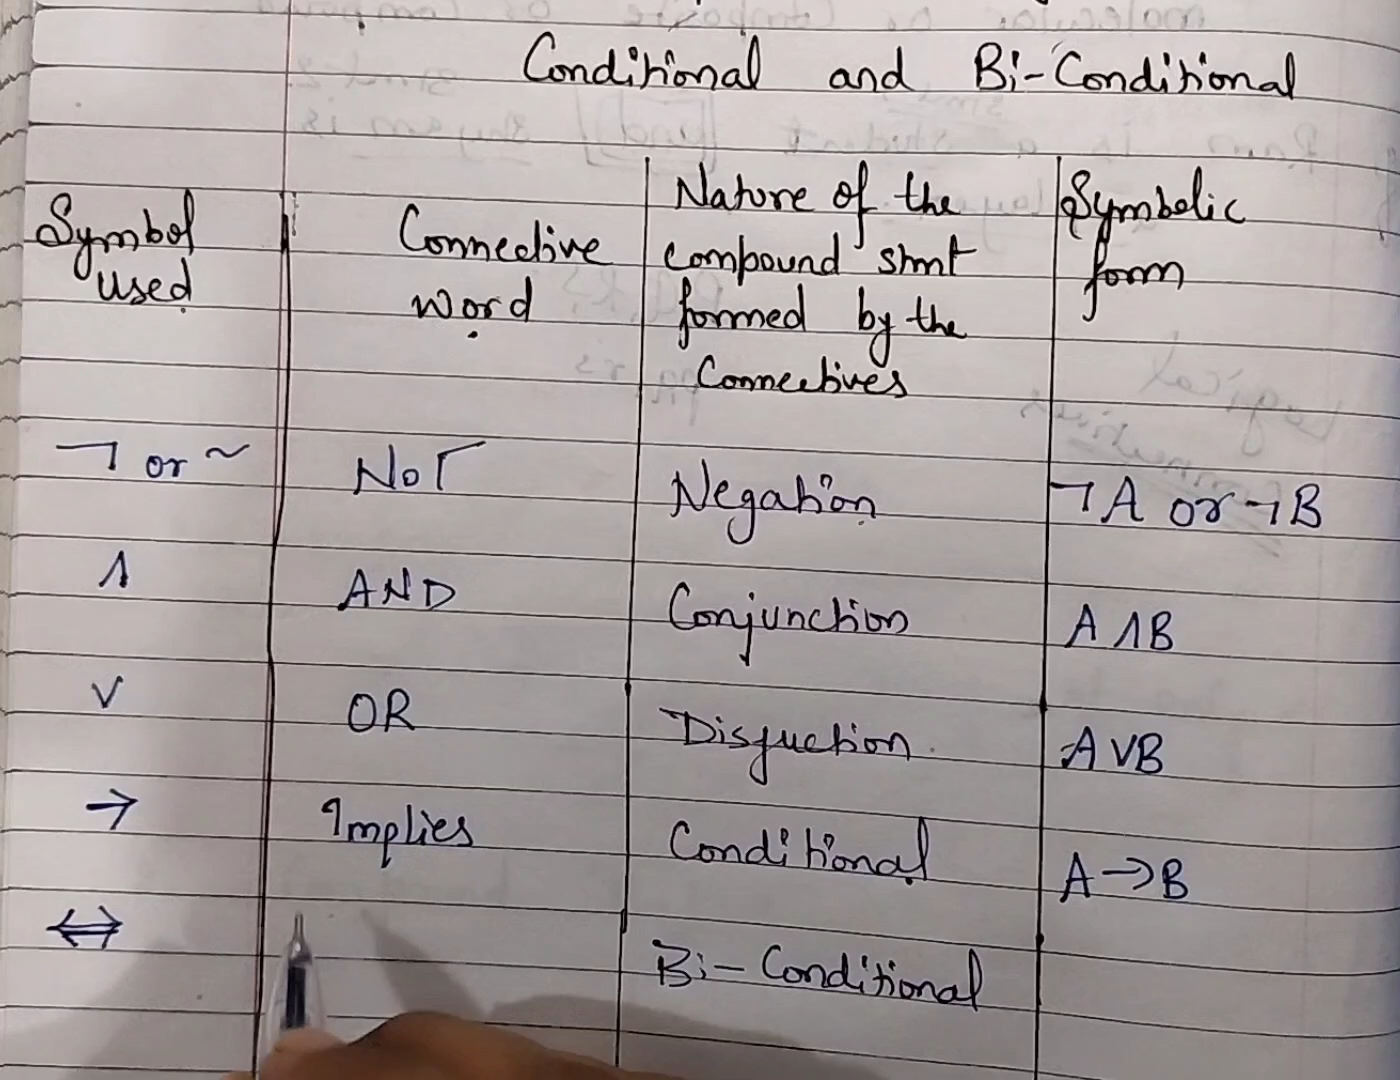 Conditional and Bi-Conditional
Symbol used
Connective word
Nature of the compound stmt formed by the Connectives
Symbolic form
¬ or ~ NOT Negation ¬A or ¬B
∧ AND Conjunction A∧B
∨ OR Disjuction A∨B
→ Implies Conditional A→B
⇔ Bi-Conditional